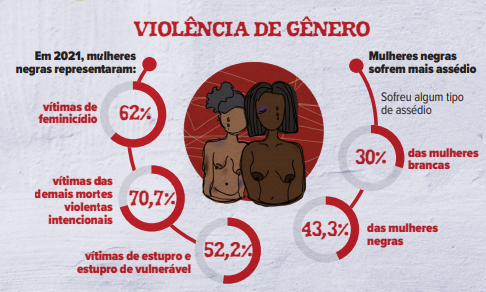 VIOLÊNCIA DE GÊNERO
Em 2021, mulheres
negras representaram:
vítimas de
feminicídio
62%
vítimas das
demais mortes
violentas
intencionais
70,7%
vítimas de estupro e
estupro de vulnerável
52,2%
Mulheres negras
sofrem mais assédio
Sofreu algum tipo
de assédio
30%
das mulheres
brancas
43,3%
das mulheres
negras